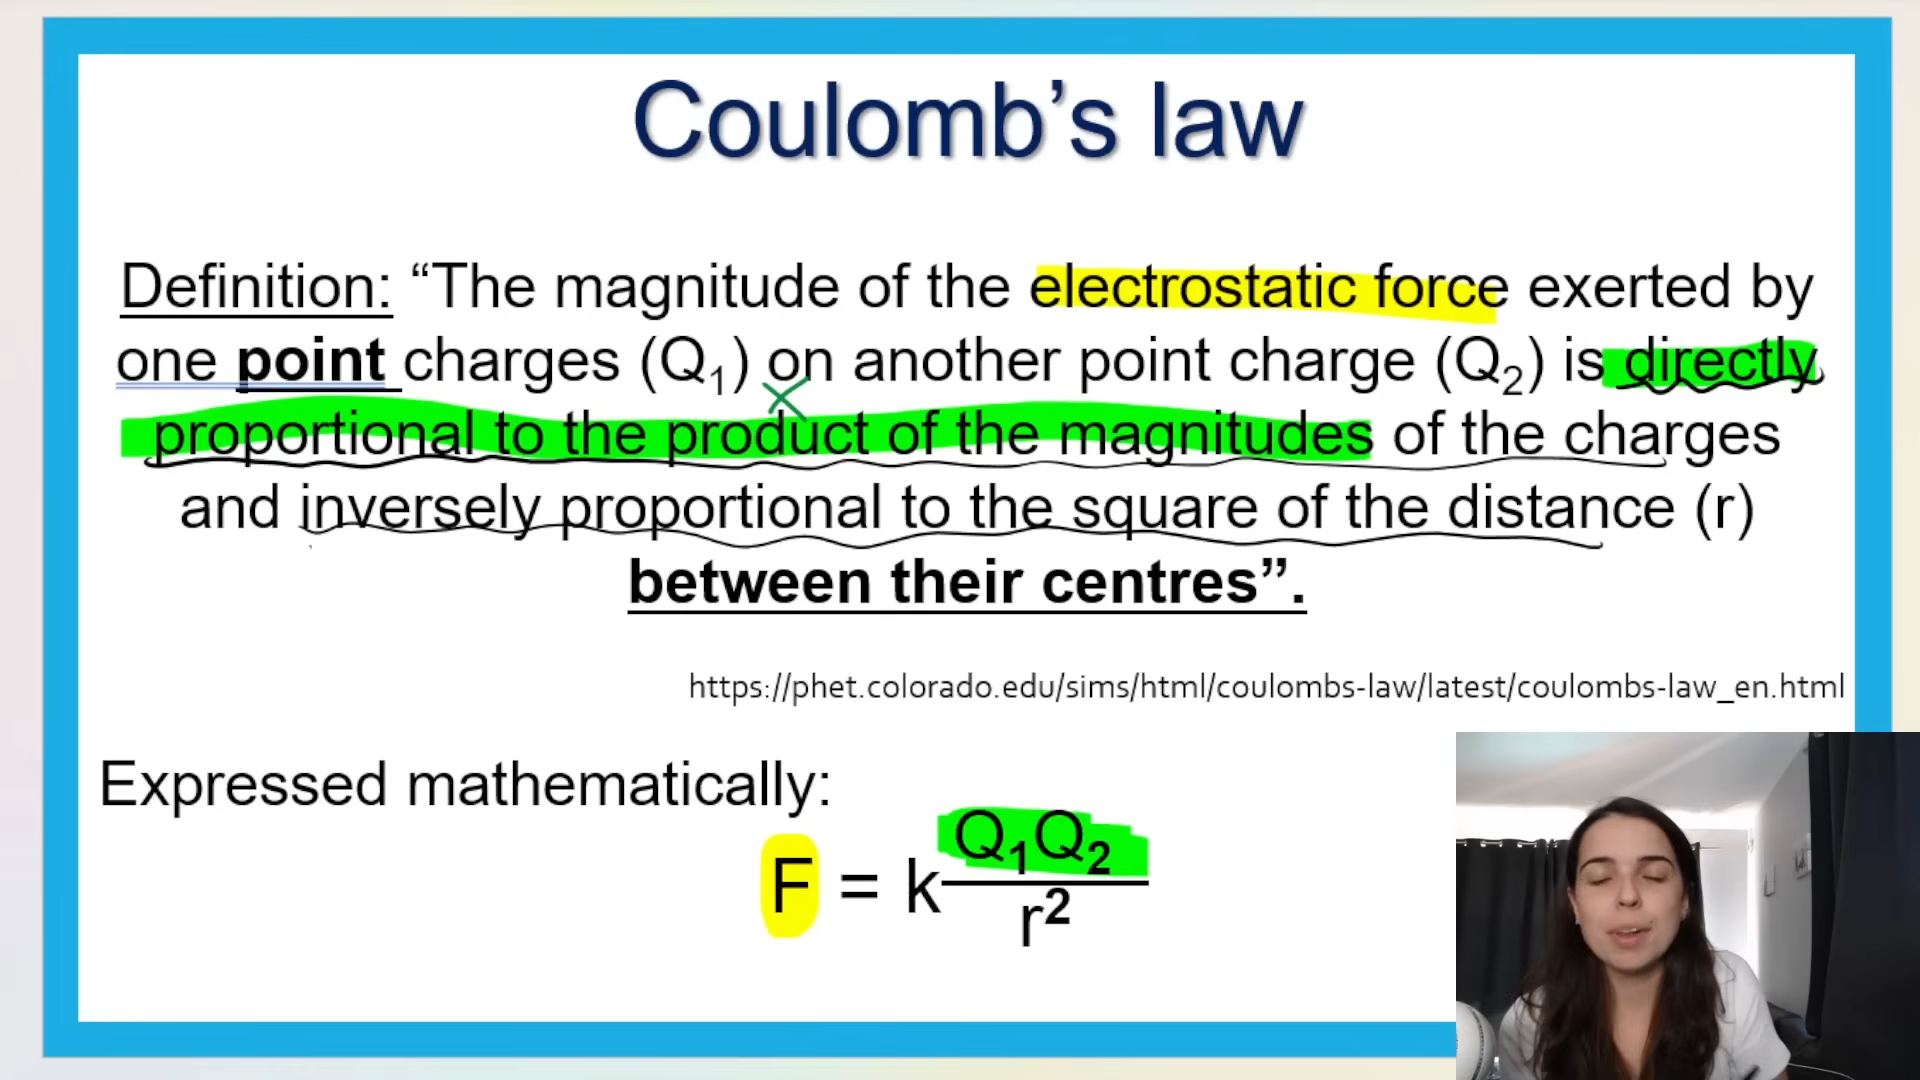 Coulomb’s law
Definition: “The magnitude of the electrostatic force exerted by
one point charges (Q₁) on another point charge (Q₂) is directly
proportional to the product of the magnitudes of the charges
and inversely proportional to the square of the distance (r)
between their centres”.
https://phet.colorado.edu/sims/html/coulombs-law/latest/coulombs-law_en.html
Expressed mathematically:
F = k Q₁Q₂ / r²